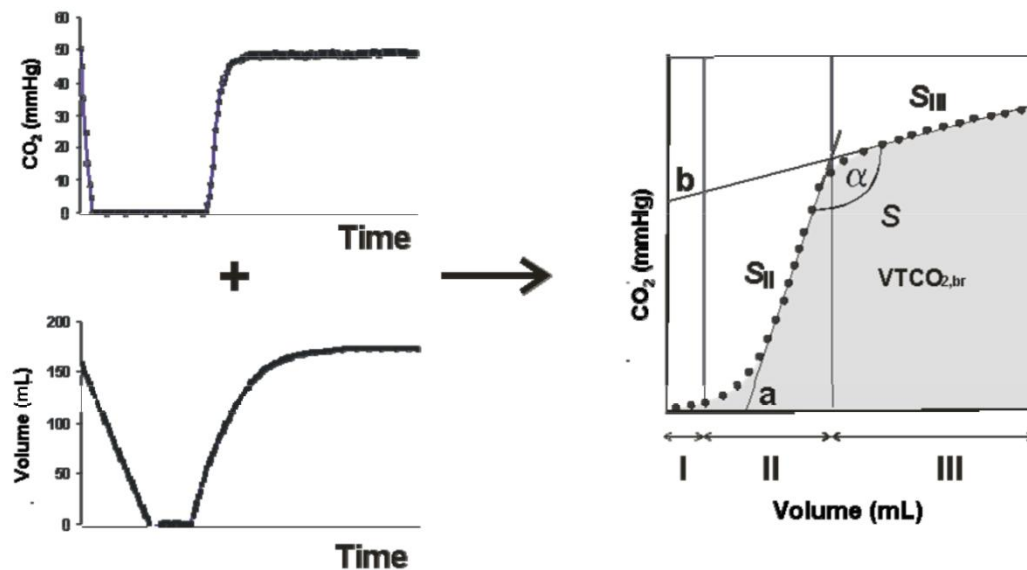 60
50
40
30
20
10
0
CO₂ (mmHg)
Time
+
200
150
100
50
0
Volume (mL)
Time
CO₂ (mmHg)
b
SIII
α
S
SII
VTCO₂,br
a
I II III
Volume (mL)